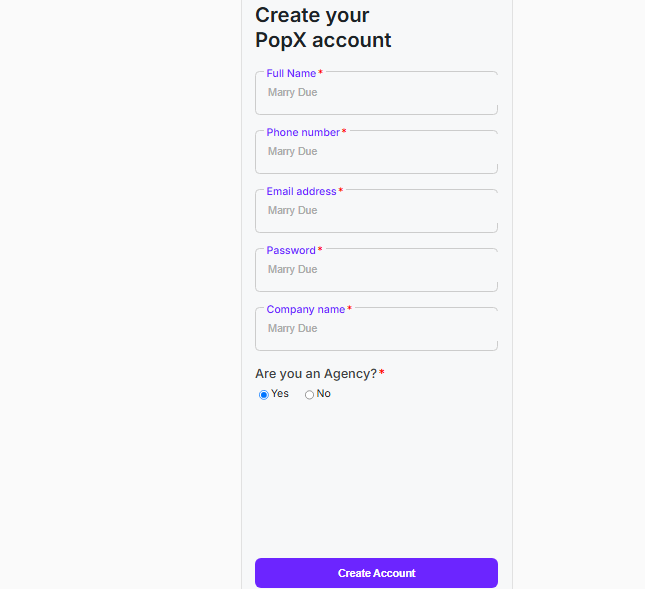 Create your
PopX account
Full Name*
Marry Due
Phone number*
Marry Due
Email address*
Marry Due
Password*
Marry Due
Company name*
Marry Due
Are you an Agency?*
Yes No
Create Account